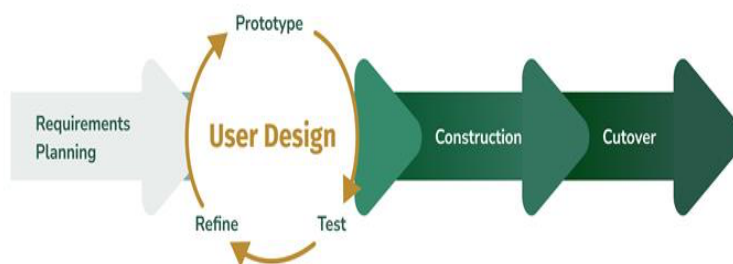 Prototype
Requirements
Planning
User Design
Construction
Cutover
Refine
Test